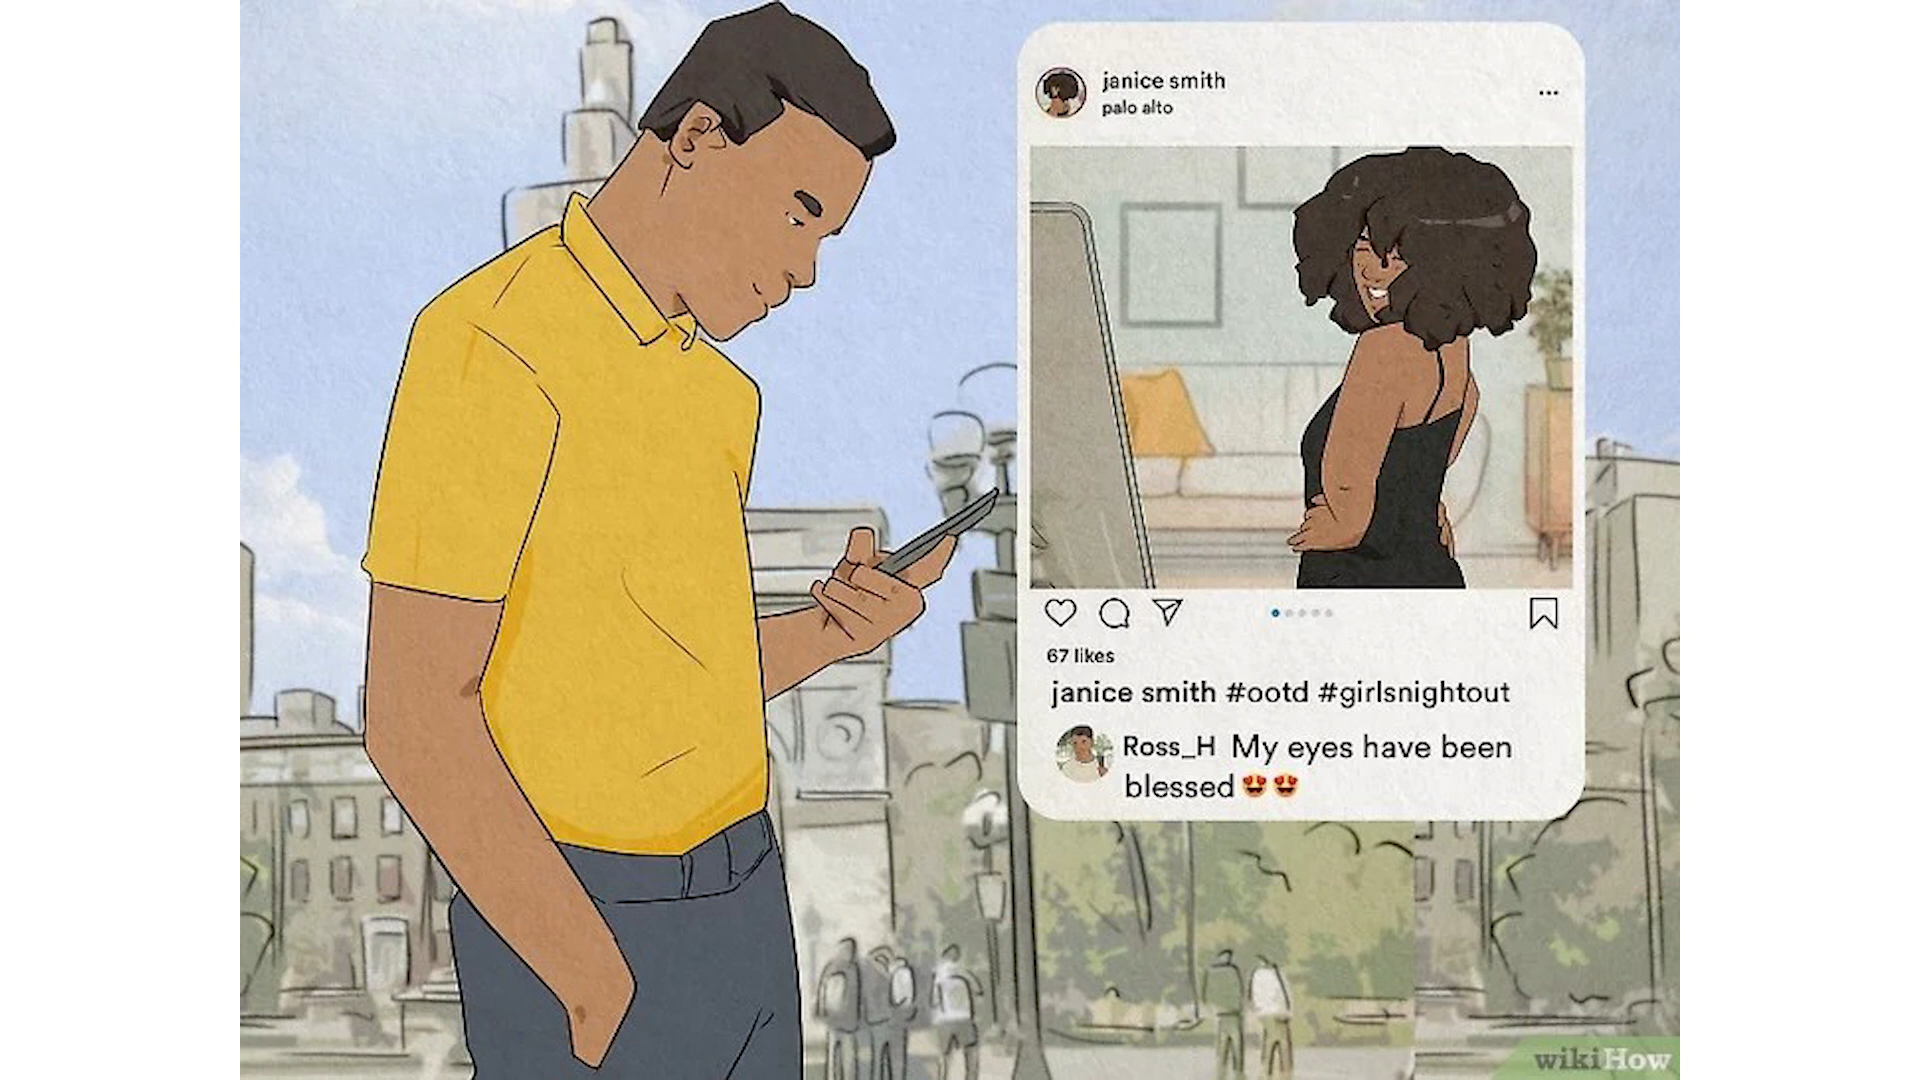 janice smith
palo alto
67 likes
janice smith #ootd #girlsnightout
Ross_H My eyes have been
blessed😍😍
wikiHow